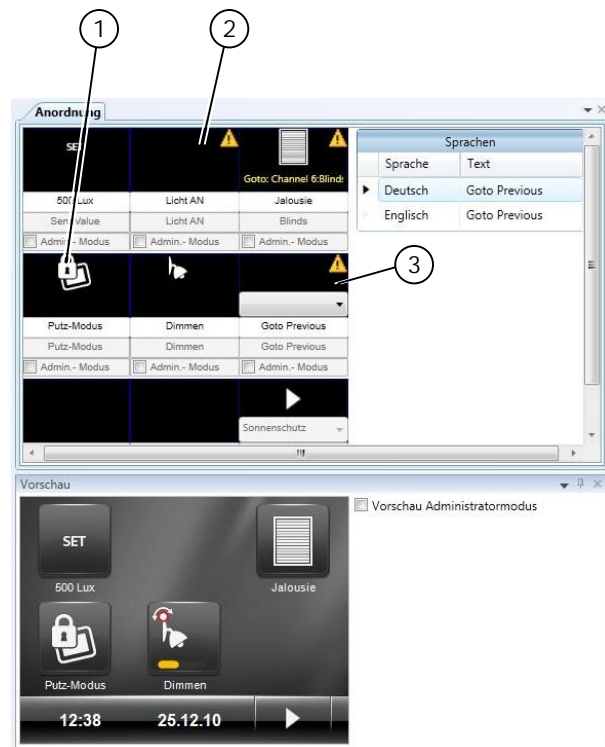 1 2
Anordnung
SET
Goto: Channel 6:Blinds
500 Lux Licht AN Jalousie
Send Value Licht AN Blinds
Admin.- Modus Admin.- Modus Admin.- Modus
Sprachen
Sprache Text
Deutsch Goto Previous
Englisch Goto Previous
3
Putz-Modus Dimmen Goto Previous
Putz-Modus Dimmen Goto Previous
Admin.- Modus Admin.- Modus Admin.- Modus
Sonnenschutz
Vorschau
Vorschau Administratormodus
SET
500 Lux Jalousie
Putz-Modus Dimmen
12:38 25.12.10